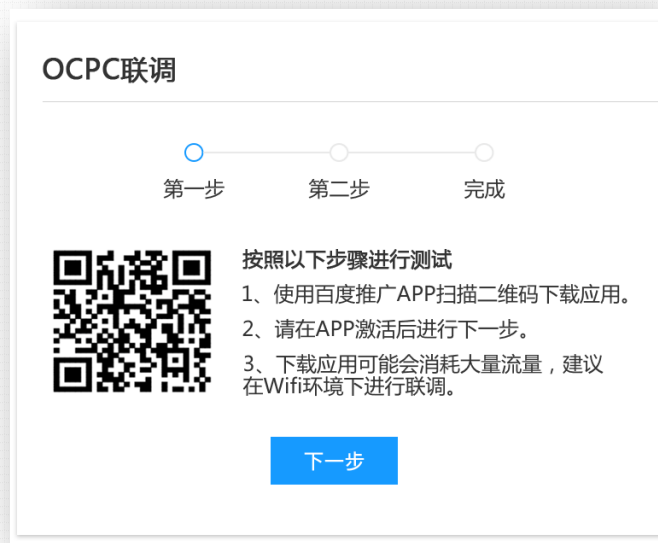 OCPC联调
第一步
第二步
完成
按照以下步骤进行测试
1、使用百度推广APP扫描二维码下载应用。
2、请在APP激活后进行下一步。
3、下载应用可能会消耗大量流量，建议
在Wifi环境下进行联调。
下一步